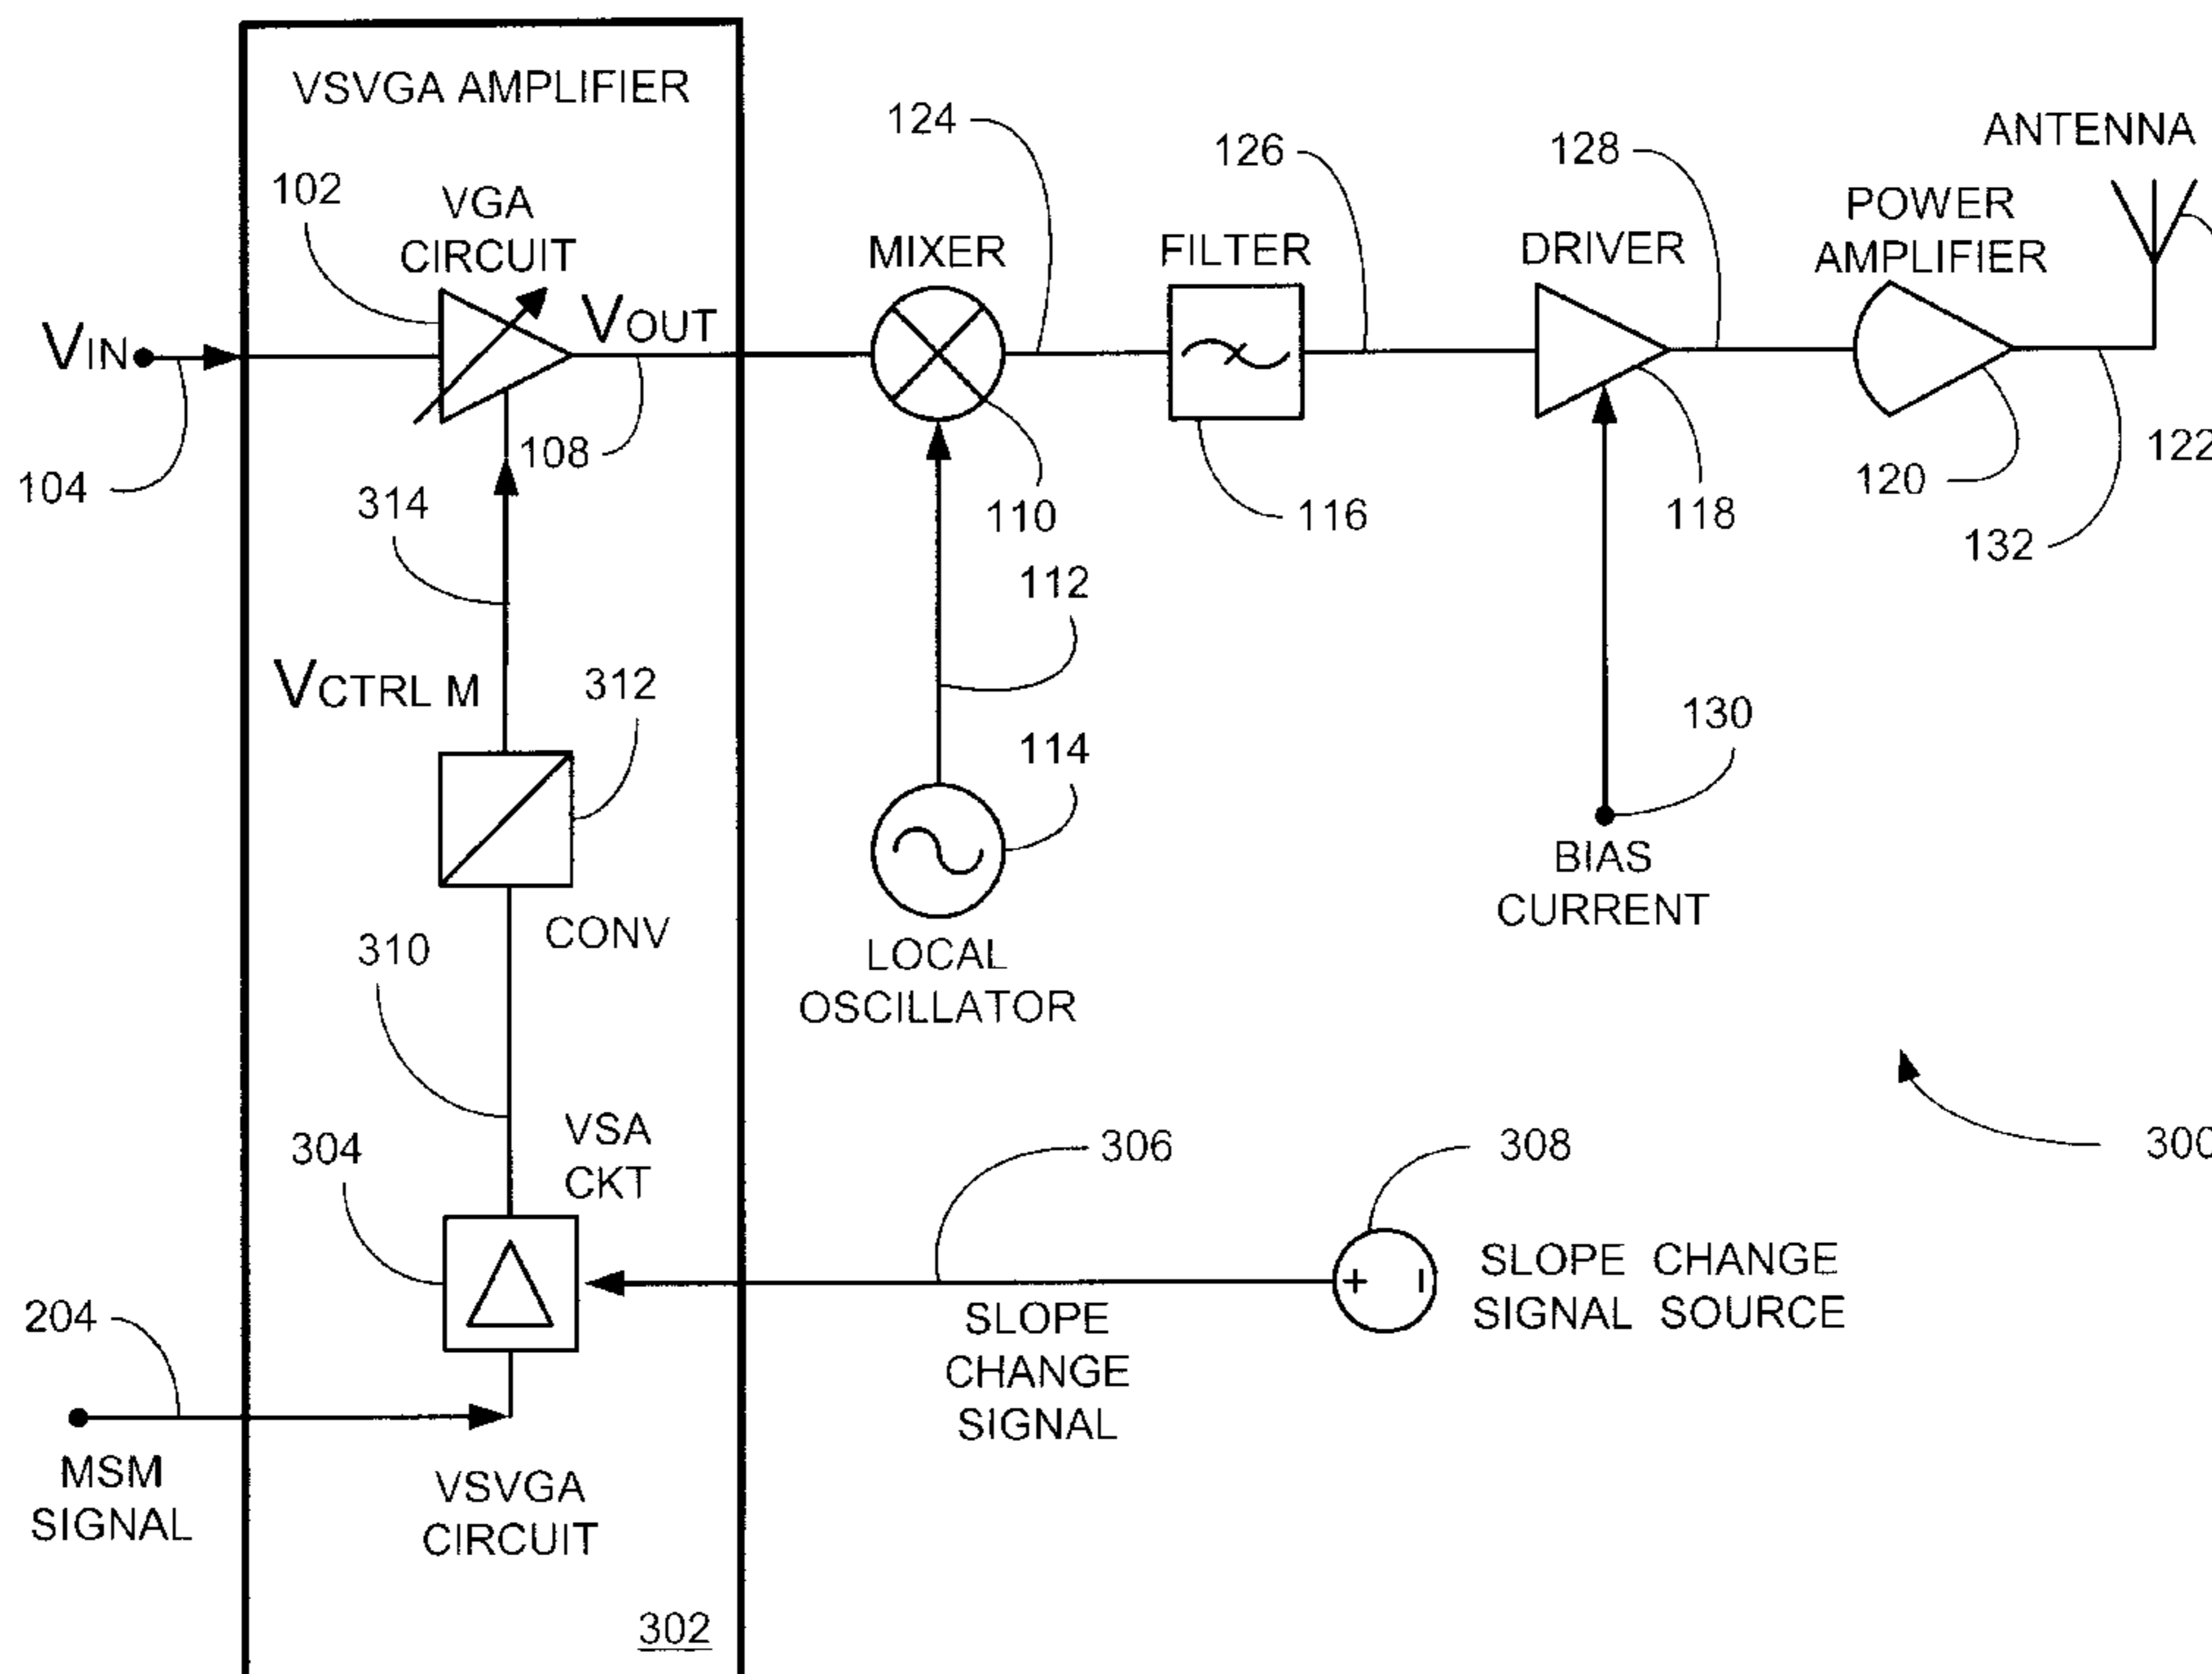 VSVGA AMPLIFIER
102
VGA
CIRCUIT
VIN
104
VOUT
108
314
VCTRL M
312
CONV
310
VSA
CKT
304
204
MSM
SIGNAL
VSVGA
CIRCUIT
302
124
MIXER
110
112
114
LOCAL
OSCILLATOR
126
FILTER
116
128
DRIVER
118
130
BIAS
CURRENT
POWER
AMPLIFIER
120
132
ANTENNA
122
306
SLOPE
CHANGE
SIGNAL
308
+ -
SLOPE CHANGE
SIGNAL SOURCE
300